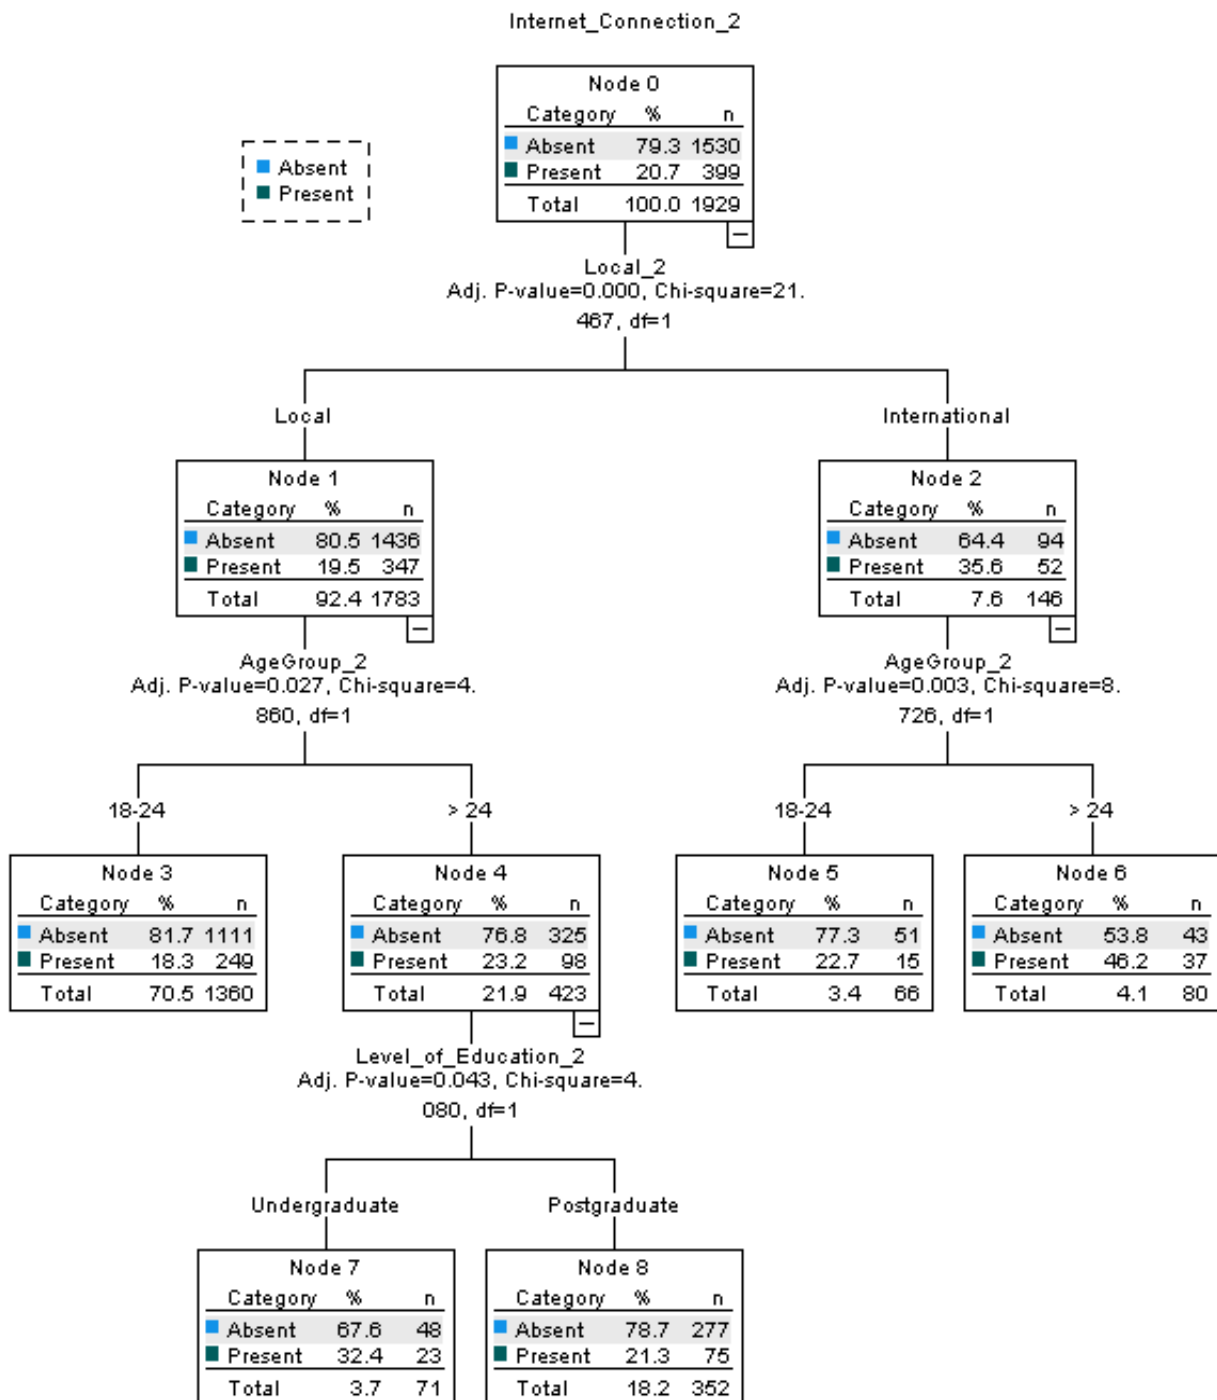 Internet_Connection_2
Node 0
Category % n
Absent 79.3 1530
Present 20.7 399
Total 100.0 1929
Absent
Present
Local_2
Adj. P-value=0.000, Chi-square=21.
467, df=1
Local
International
Node 1
Category % n
Absent 80.5 1436
Present 19.5 347
Total 92.4 1783
Node 2
Category % n
Absent 64.4 94
Present 35.6 52
Total 7.6 146
AgeGroup_2
Adj. P-value=0.027, Chi-square=4.
860, df=1
AgeGroup_2
Adj. P-value=0.003, Chi-square=8.
726, df=1
18-24
> 24
18-24
> 24
Node 3
Category % n
Absent 81.7 1111
Present 18.3 249
Total 70.5 1360
Node 4
Category % n
Absent 76.8 325
Present 23.2 98
Total 21.9 423
Node 5
Category % n
Absent 77.3 51
Present 22.7 15
Total 3.4 66
Node 6
Category % n
Absent 53.8 43
Present 46.2 37
Total 4.1 80
Level_of_Education_2
Adj. P-value=0.043, Chi-square=4.
080, df=1
Undergraduate
Postgraduate
Node 7
Category % n
Absent 67.6 48
Present 32.4 23
Total 3.7 71
Node 8
Category % n
Absent 78.7 277
Present 21.3 75
Total 18.2 352